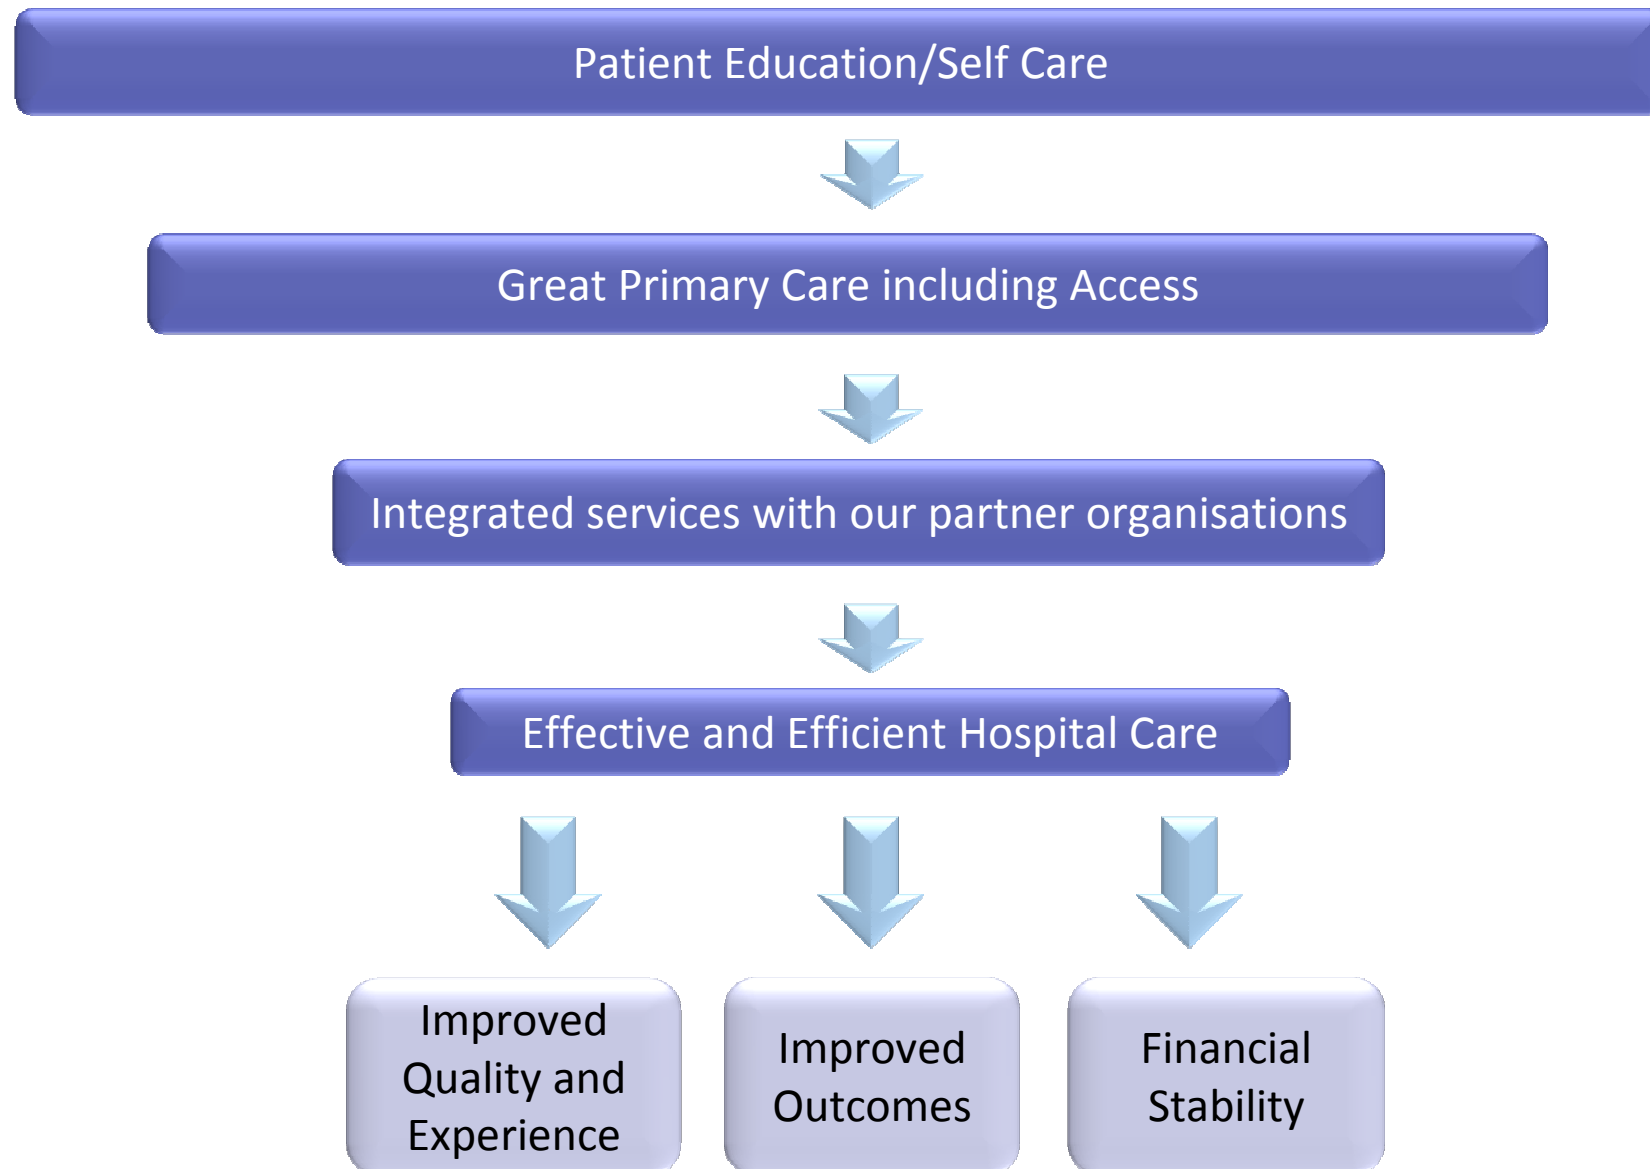 Patient Education/Self Care
Great Primary Care including Access
Integrated services with our partner organisations
Effective and Efficient Hospital Care
Improved
Quality and
Experience
Improved
Outcomes
Financial
Stability